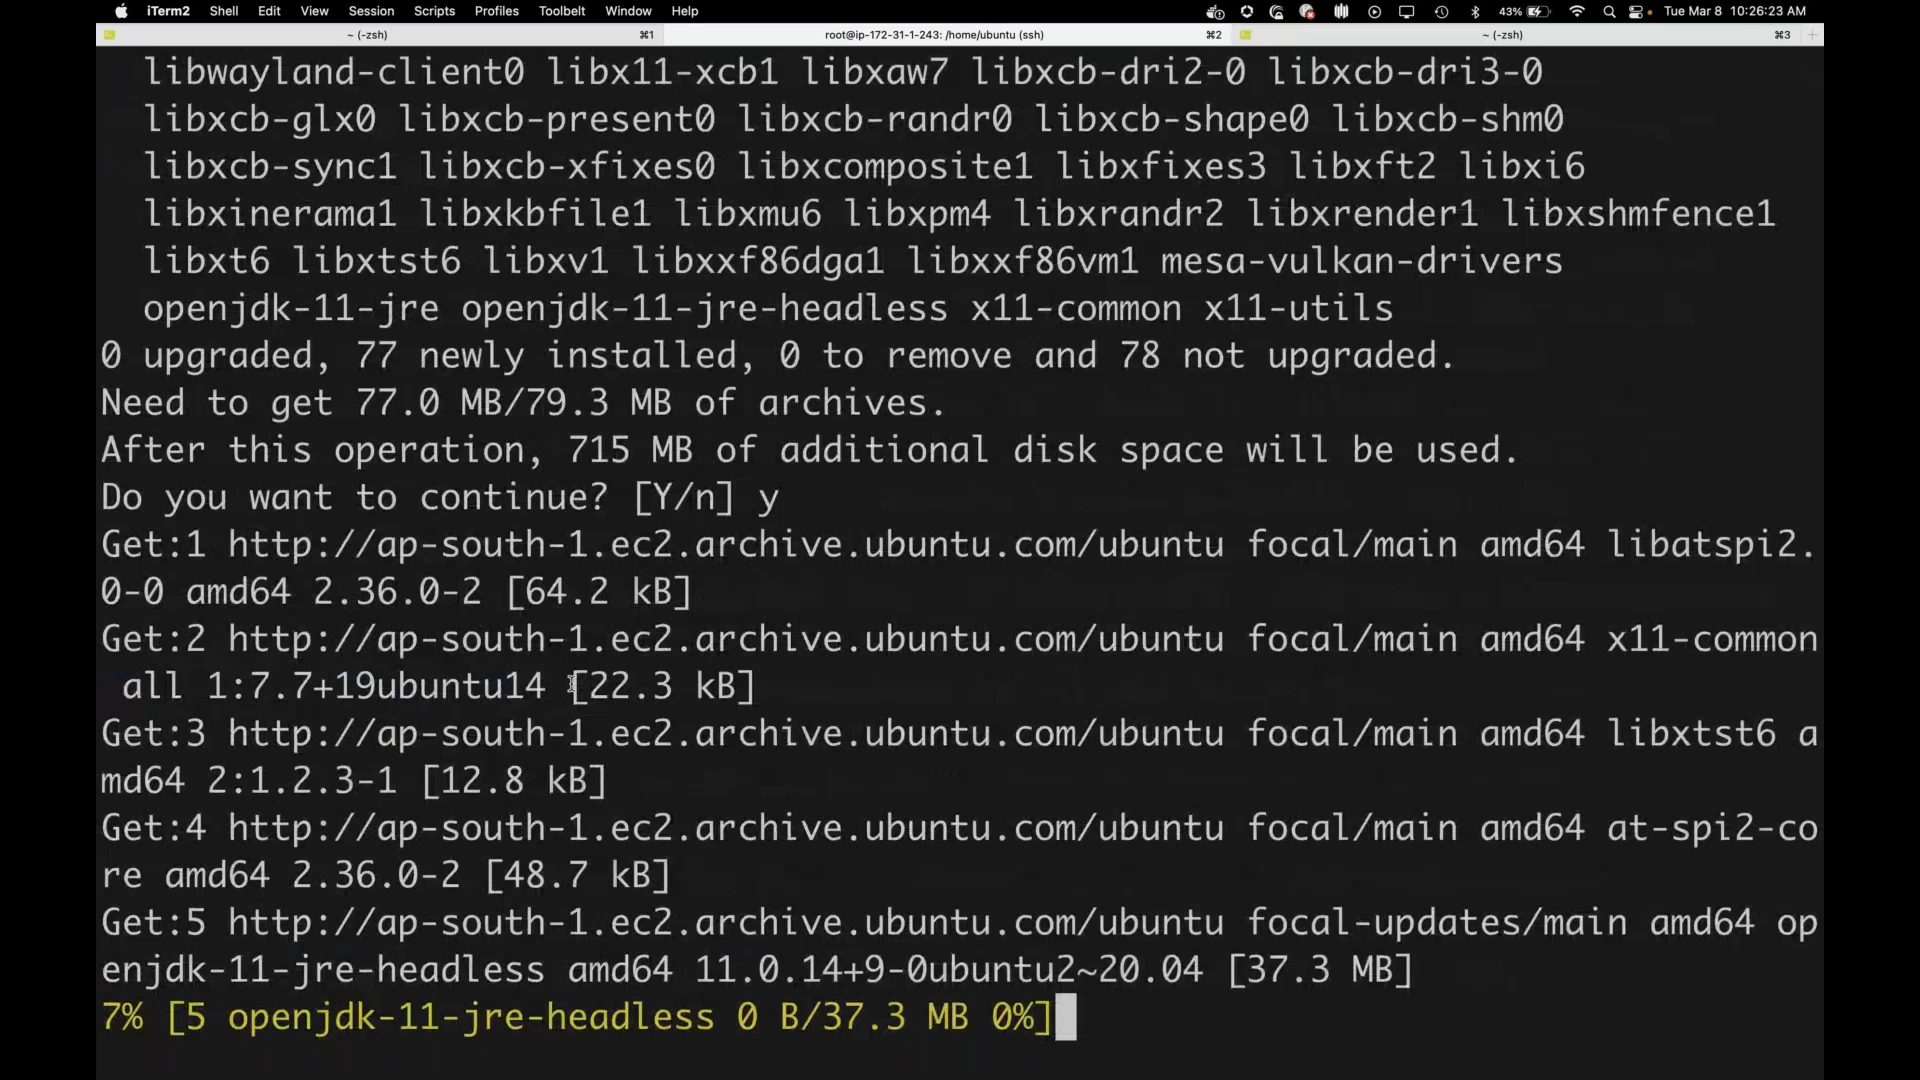 iTerm2 Shell Edit View Session Scripts Profiles Toolbelt Window Help 43% Tue Mar 8 10:26:23 AM
~ (-zsh) ⌘1 root@ip-172-31-1-243: /home/ubuntu (ssh) ⌘2 ~ (-zsh) ⌘3 +
libwayland-client0 libx11-xcb1 libxaw7 libxcb-dri2-0 libxcb-dri3-0
libxcb-glx0 libxcb-present0 libxcb-randr0 libxcb-shape0 libxcb-shm0
libxcb-sync1 libxcb-xfixes0 libxcomposite1 libxfixes3 libxft2 libxi6
libxinerama1 libxkbfile1 libxmu6 libxpm4 libxrandr2 libxrender1 libxshmfence1
libxt6 libxtst6 libxv1 libxxf86dga1 libxxf86vm1 mesa-vulkan-drivers
openjdk-11-jre openjdk-11-jre-headless x11-common x11-utils
0 upgraded, 77 newly installed, 0 to remove and 78 not upgraded.
Need to get 77.0 MB/79.3 MB of archives.
After this operation, 715 MB of additional disk space will be used.
Do you want to continue? [Y/n] y
Get:1 http://ap-south-1.ec2.archive.ubuntu.com/ubuntu focal/main amd64 libatspi2.
0-0 amd64 2.36.0-2 [64.2 kB]
Get:2 http://ap-south-1.ec2.archive.ubuntu.com/ubuntu focal/main amd64 x11-common
all 1:7.7+19ubuntu14 [22.3 kB]
Get:3 http://ap-south-1.ec2.archive.ubuntu.com/ubuntu focal/main amd64 libxtst6 a
md64 2:1.2.3-1 [12.8 kB]
Get:4 http://ap-south-1.ec2.archive.ubuntu.com/ubuntu focal/main amd64 at-spi2-co
re amd64 2.36.0-2 [48.7 kB]
Get:5 http://ap-south-1.ec2.archive.ubuntu.com/ubuntu focal-updates/main amd64 op
enjdk-11-jre-headless amd64 11.0.14+9-0ubuntu2~20.04 [37.3 MB]
7% [5 openjdk-11-jre-headless 0 B/37.3 MB 0%]